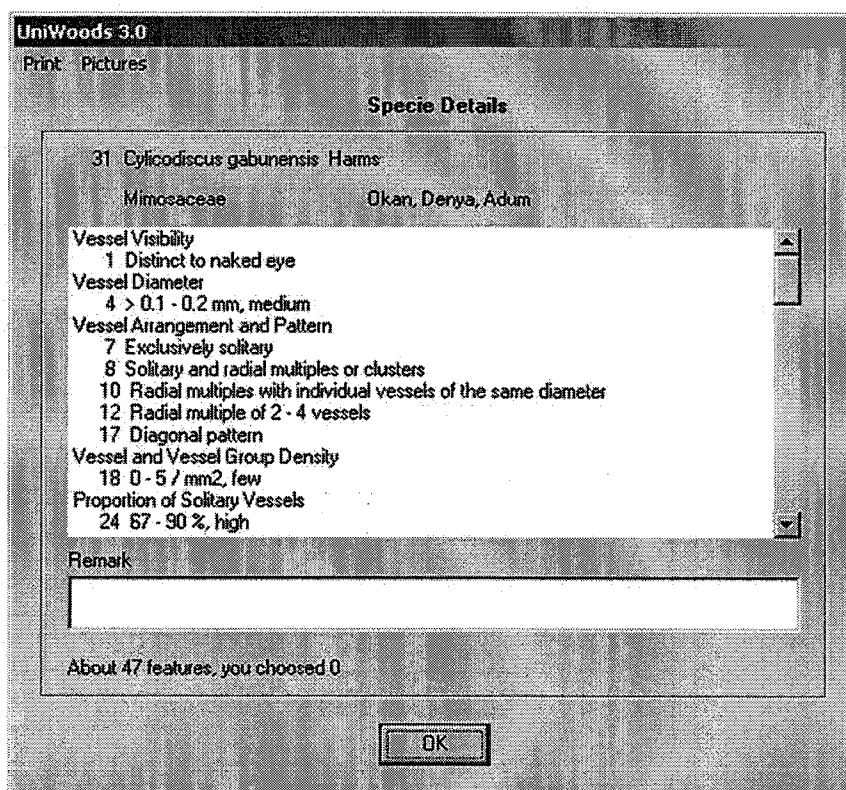 UniWoods 3.0
Print Pictures
Specie Details
31 Cylicodiscus gabunensis Harms
Mimosaceae Okan, Denya, Adum
Vessel Visibility
1 Distinct to naked eye
Vessel Diameter
4 > 0.1 - 0.2 mm, medium
Vessel Arrangement and Pattern
7 Exclusively solitary
8 Solitary and radial multiples or clusters
10 Radial multiples with individual vessels of the same diameter
12 Radial multiple of 2 - 4 vessels
17 Diagonal pattern
Vessel and Vessel Group Density
18 0 - 5 / mm2, few
Proportion of Solitary Vessels
24 67 - 90 %, high
Remark
About 47 features, you choosed 0
OK